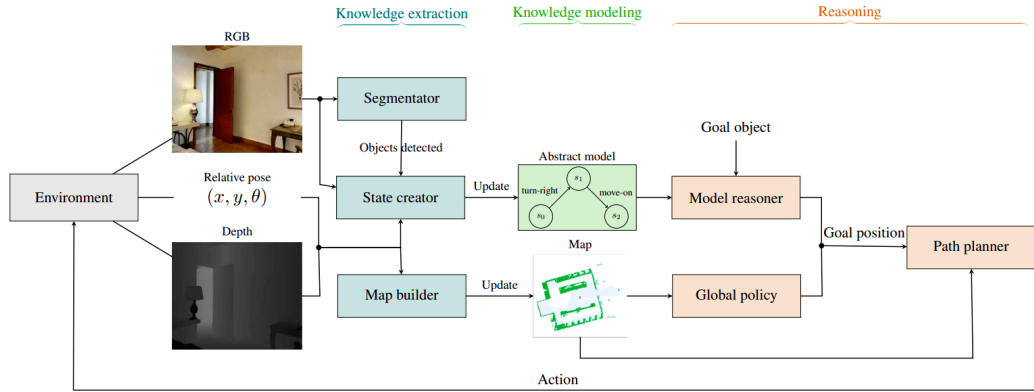 Knowledge extraction
Knowledge modeling
Reasoning
RGB
Segmentator
Goal object
Objects detected
Abstract model
Relative pose
(x, y, θ)
Environment
State creator
Update
turn-right
s₁
move-on
s₀
s₂
Model reasoner
Goal position
Path planner
Depth
Map
Map builder
Update
Global policy
Action